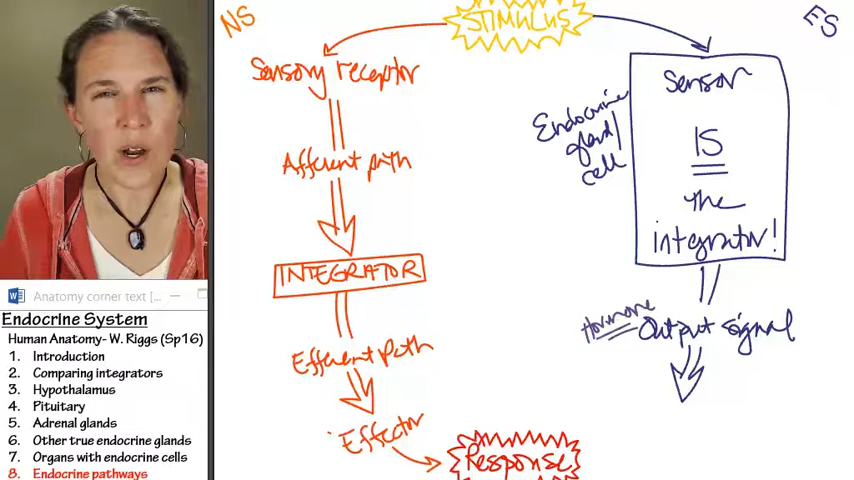 NS
STIMULUS
ES
Sensory receptor
Afferent path
INTEGRATOR
Efferent path
Effector
Response
Endocrine
gland/
cell
Sensor
IS
the
integrator!
Hormone
Output signal
Anatomy corner text [...
Endocrine System
Human Anatomy- W. Riggs (Sp16)
1. Introduction
2. Comparing integrators
3. Hypothalamus
4. Pituitary
5. Adrenal glands
6. Other true endocrine glands
7. Organs with endocrine cells
8. Endocrine pathways